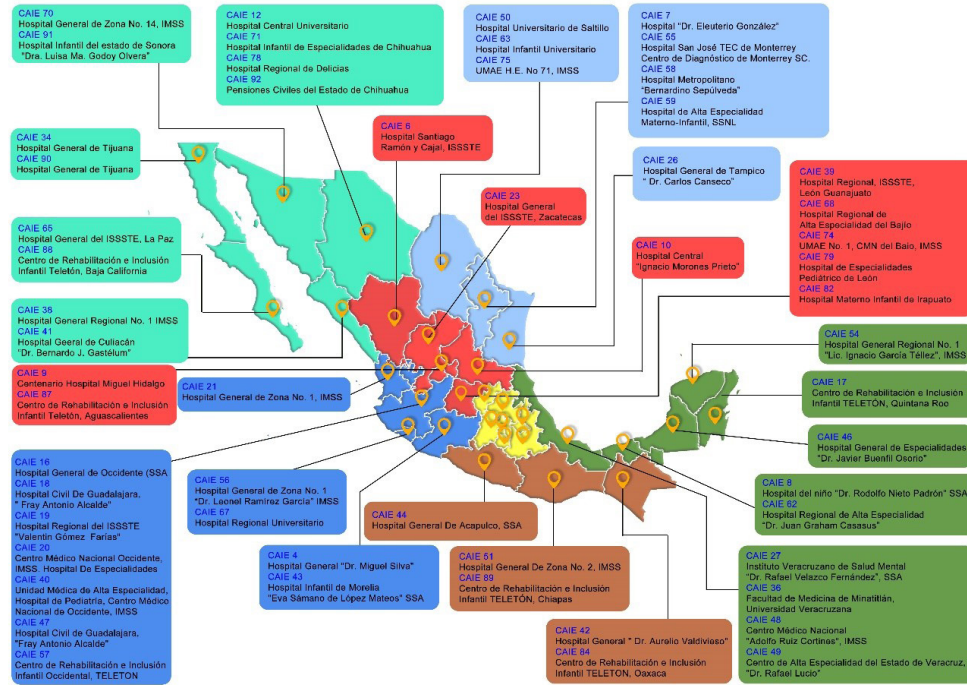 CAIE 70
Hospital General de Zona No. 14, IMSS
CAIE 91
Hospital Infantil del estado de Sonora
"Dra. Luisa Ma. Godoy Olvera"
CAIE 12
Hospital Central Universitario
CAIE 71
Hospital Infantil de Especialidades de Chihuahua
CAIE 78
Hospital Regional de Delicias
CAIE 92
Pensiones Civiles del Estado de Chihuahua
CAIE 50
Hospital Universitario de Saltillo
CAIE 63
Hospital Infantil Universitario
CAIE 75
UMAE H.E. No 71, IMSS
CAIE 7
Hospital "Dr. Eleuterio González"
CAIE 55
Hospital San José TEC de Monterrey
Centro de Diagnóstico de Monterrey SC.
CAIE 58
Hospital Metropolitano
"Bernardino Sepúlveda"
CAIE 59
Hospital de Alta Especialidad
Materno-Infantil, SSNL
CAIE 34
Hospital General de Tijuana
CAIE 90
Hospital General de Tijuana
CAIE 6
Hospital Santiago
Ramón y Cajal, ISSSTE
CAIE 26
Hospital General de Tampico
" Dr. Carlos Canseco"
CAIE 23
Hospital General
del ISSSTE, Zacatecas
CAIE 39
Hospital Regional, ISSSTE,
León Guanajuato
CAIE 68
Hospital Regional de
Alta Especialidad del Bajío
CAIE 74
UMAE No. 1, CMN del Baio, IMSS
CAIE 79
Hospital de Especialidades
Pediátrico de León
CAIE 82
Hospital Materno Infantil de Irapuato
CAIE 65
Hospital General del ISSSTE, La Paz
CAIE 88
Centro de Rehabilitación e Inclusión
Infantil Teletón, Baja California
CAIE 10
Hospital Central
"Ignacio Morones Prieto"
CAIE 38
Hospital General Regional No. 1 IMSS
CAIE 41
Hospital Geeral de Culiacán
"Dr. Bernardo J. Gastélum"
CAIE 54
Hospital General Regional No. 1
"Lic. Ignacio García Téllez", IMSS
CAIE 9
Centenario Hospital Miguel Hidalgo
CAIE 87
Centro de Rehabilitación e Inclusión
Infantil Teletón, Aguascalientes
CAIE 21
Hospital General de Zona No. 1, IMSS
CAIE 17
Centro de Rehabilitación e Inclusión
Infantil TELETÓN, Quintana Roo
CAIE 46
Hospital General de Especialidades
"Dr. Javier Buenfil Osorio"
CAIE 16
Hospital General de Occidente (SSA
CAIE 18
Hospital Civil De Guadalajara,
" Fray Antonio Alcalde"
CAIE 19
Hospital Regional del ISSSTE
"Valentín Gómez Farías"
CAIE 20
Centro Médico Nacional Occidente,
IMSS. Hospital De Especialidades
CAIE 40
Unidad Médica de Alta Especialidad,
Hospital de Pediatría, Centro Médico
Nacional de Occidente, IMSS
CAIE 47
Hospital Civil de Guadalajara,
"Fray Antonio Alcalde"
CAIE 57
Centro de Rehabilitación e Inclusión
Infantil Occidental, TELETON
CAIE 56
Hospital General de Zona No. 1
"Dr. Leonel Ramírez García" IMSS
CAIE 67
Hospital Regional Universitario
CAIE 8
Hospital del niño "Dr. Rodolfo Nieto Padrón" SSA
CAIE 62
Hospital Regional de Alta Especialidad
"Dr. Juan Graham Casasus"
CAIE 44
Hospital General De Acapulco, SSA
CAIE 4
Hospital General "Dr. Miguel Silva"
CAIE 43
Hospital Infantil de Morelia
"Eva Sámano de López Mateos" SSA
CAIE 51
Hospital General De Zona No. 2, IMSS
CAIE 89
Centro de Rehabilitación e Inclusión
Infantil TELETÓN, Chiapas
CAIE 27
Instituto Veracruzano de Salud Mental
"Dr. Rafael Velazco Fernández", SSA
CAIE 36
Facultad de Medicina de Minatitlán,
Universidad Veracruzana
CAIE 48
Centro Médico Nacional
"Adolfo Ruiz Cortines", IMSS
CAIE 49
Centro de Alta Especialidad del Estado de Veracruz,
"Dr. Rafael Lucio"
CAIE 42
Hospital General " Dr. Aurelio Valdivieso"
CAIE 84
Centro de Rehabilitación e Inclusión
Infantil TELETON, Oaxaca